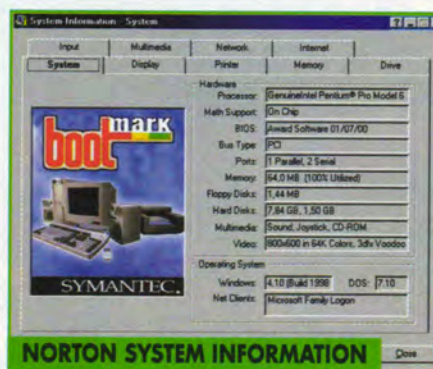 System Information - System
Input Multimedia Network Internet
System Display Printer Memory Drive
Hardware
Processor: GenuineIntel Pentium® Pro Model 6
Math Support: On Chip
BIOS: Award Software 01/07/00
Bus Type: PCI
Ports: 1 Parallel, 2 Serial
Memory: 64,0 MB (100% Utilized)
Floppy Disks: 1,44 MB
Hard Disks: 7,84 GB, 1,50 GB
Multimedia: Sound, Joystick, CD-ROM
Video: 800x600 in 64K Colors, 3dfx Voodoo
Operating System
Windows: 4.10 (Build 1998 DOS: 7.10
Net Clients: Microsoft Family Logon
bootmark
SYMANTEC.
NORTON SYSTEM INFORMATION
Close